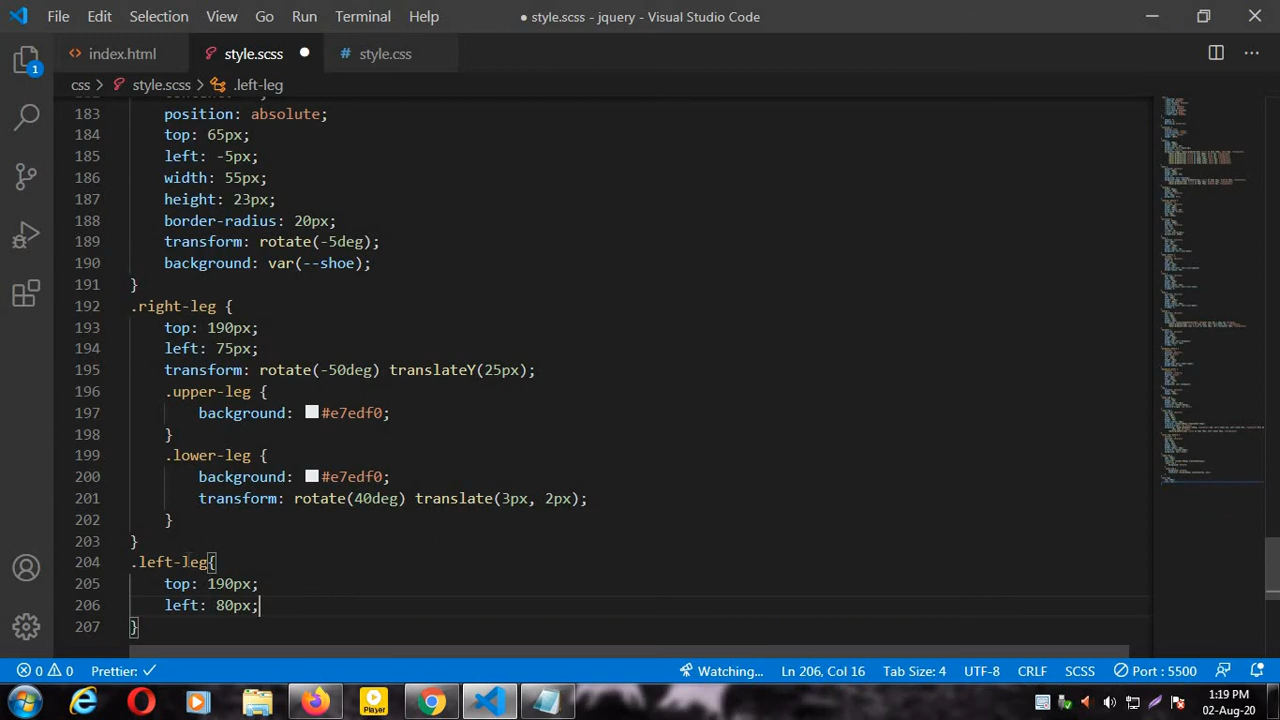 File Edit Selection View Go Run Terminal Help
● style.scss - jquery - Visual Studio Code
1
<> index.html
style.scss ●
# style.css
css > style.scss > .left-leg
183 position: absolute;
184 top: 65px;
185 left: -5px;
186 width: 55px;
187 height: 23px;
188 border-radius: 20px;
189 transform: rotate(-5deg);
190 background: var(--shoe);
191 }
192 .right-leg {
193 top: 190px;
194 left: 75px;
195 transform: rotate(-50deg) translateY(25px);
196 .upper-leg {
197 background: #e7edf0;
198 }
199 .lower-leg {
200 background: #e7edf0;
201 transform: rotate(40deg) translate(3px, 2px);
202 }
203 }
204 .left-leg{
205 top: 190px;
206 left: 80px;
207 }
0 0 Prettier: ✓ Watching... Ln 206, Col 16 Tab Size: 4 UTF-8 CRLF SCSS Port : 5500
Player
1:19 PM
02-Aug-20